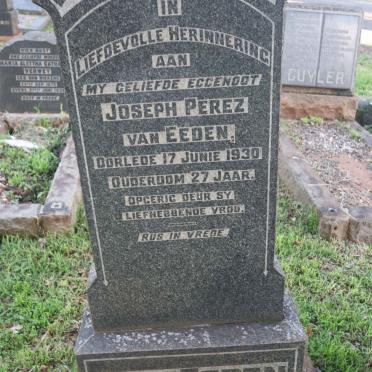 IN
LIEFDEVOLLE HERINNERING
AAN
MY GELIEFDE EGGENOOT
JOSEPH PEREZ
VAN EEDEN,
OORLEDE 17 JUNIE 1930
OUDERDOM 27 JAAR.
OPGERIG DEUR SY
LIEFHEBBENDE VROU.
RUS IN VREDE.
CUYLER